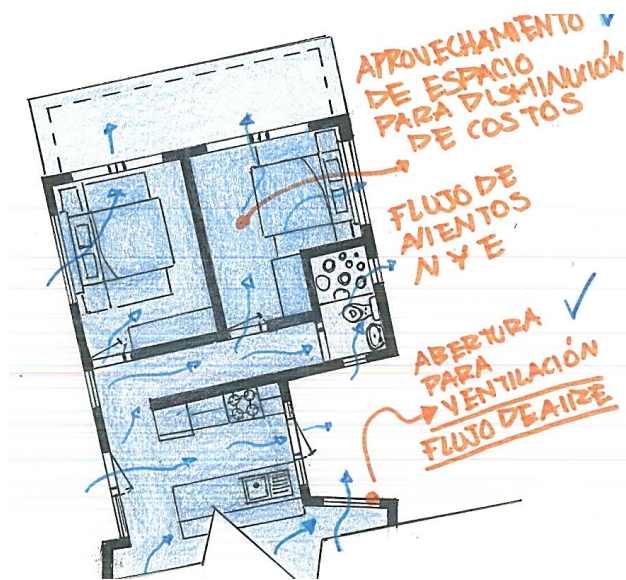 APROVECHAMIENTO
DE ESPACIO
PARA DISMINUCIÓN
DE COSTOS
FLUJO DE
VIENTOS
N Y E
ABERTURA
PARA
VENTILACIÓN
FLUJO DE AIRE